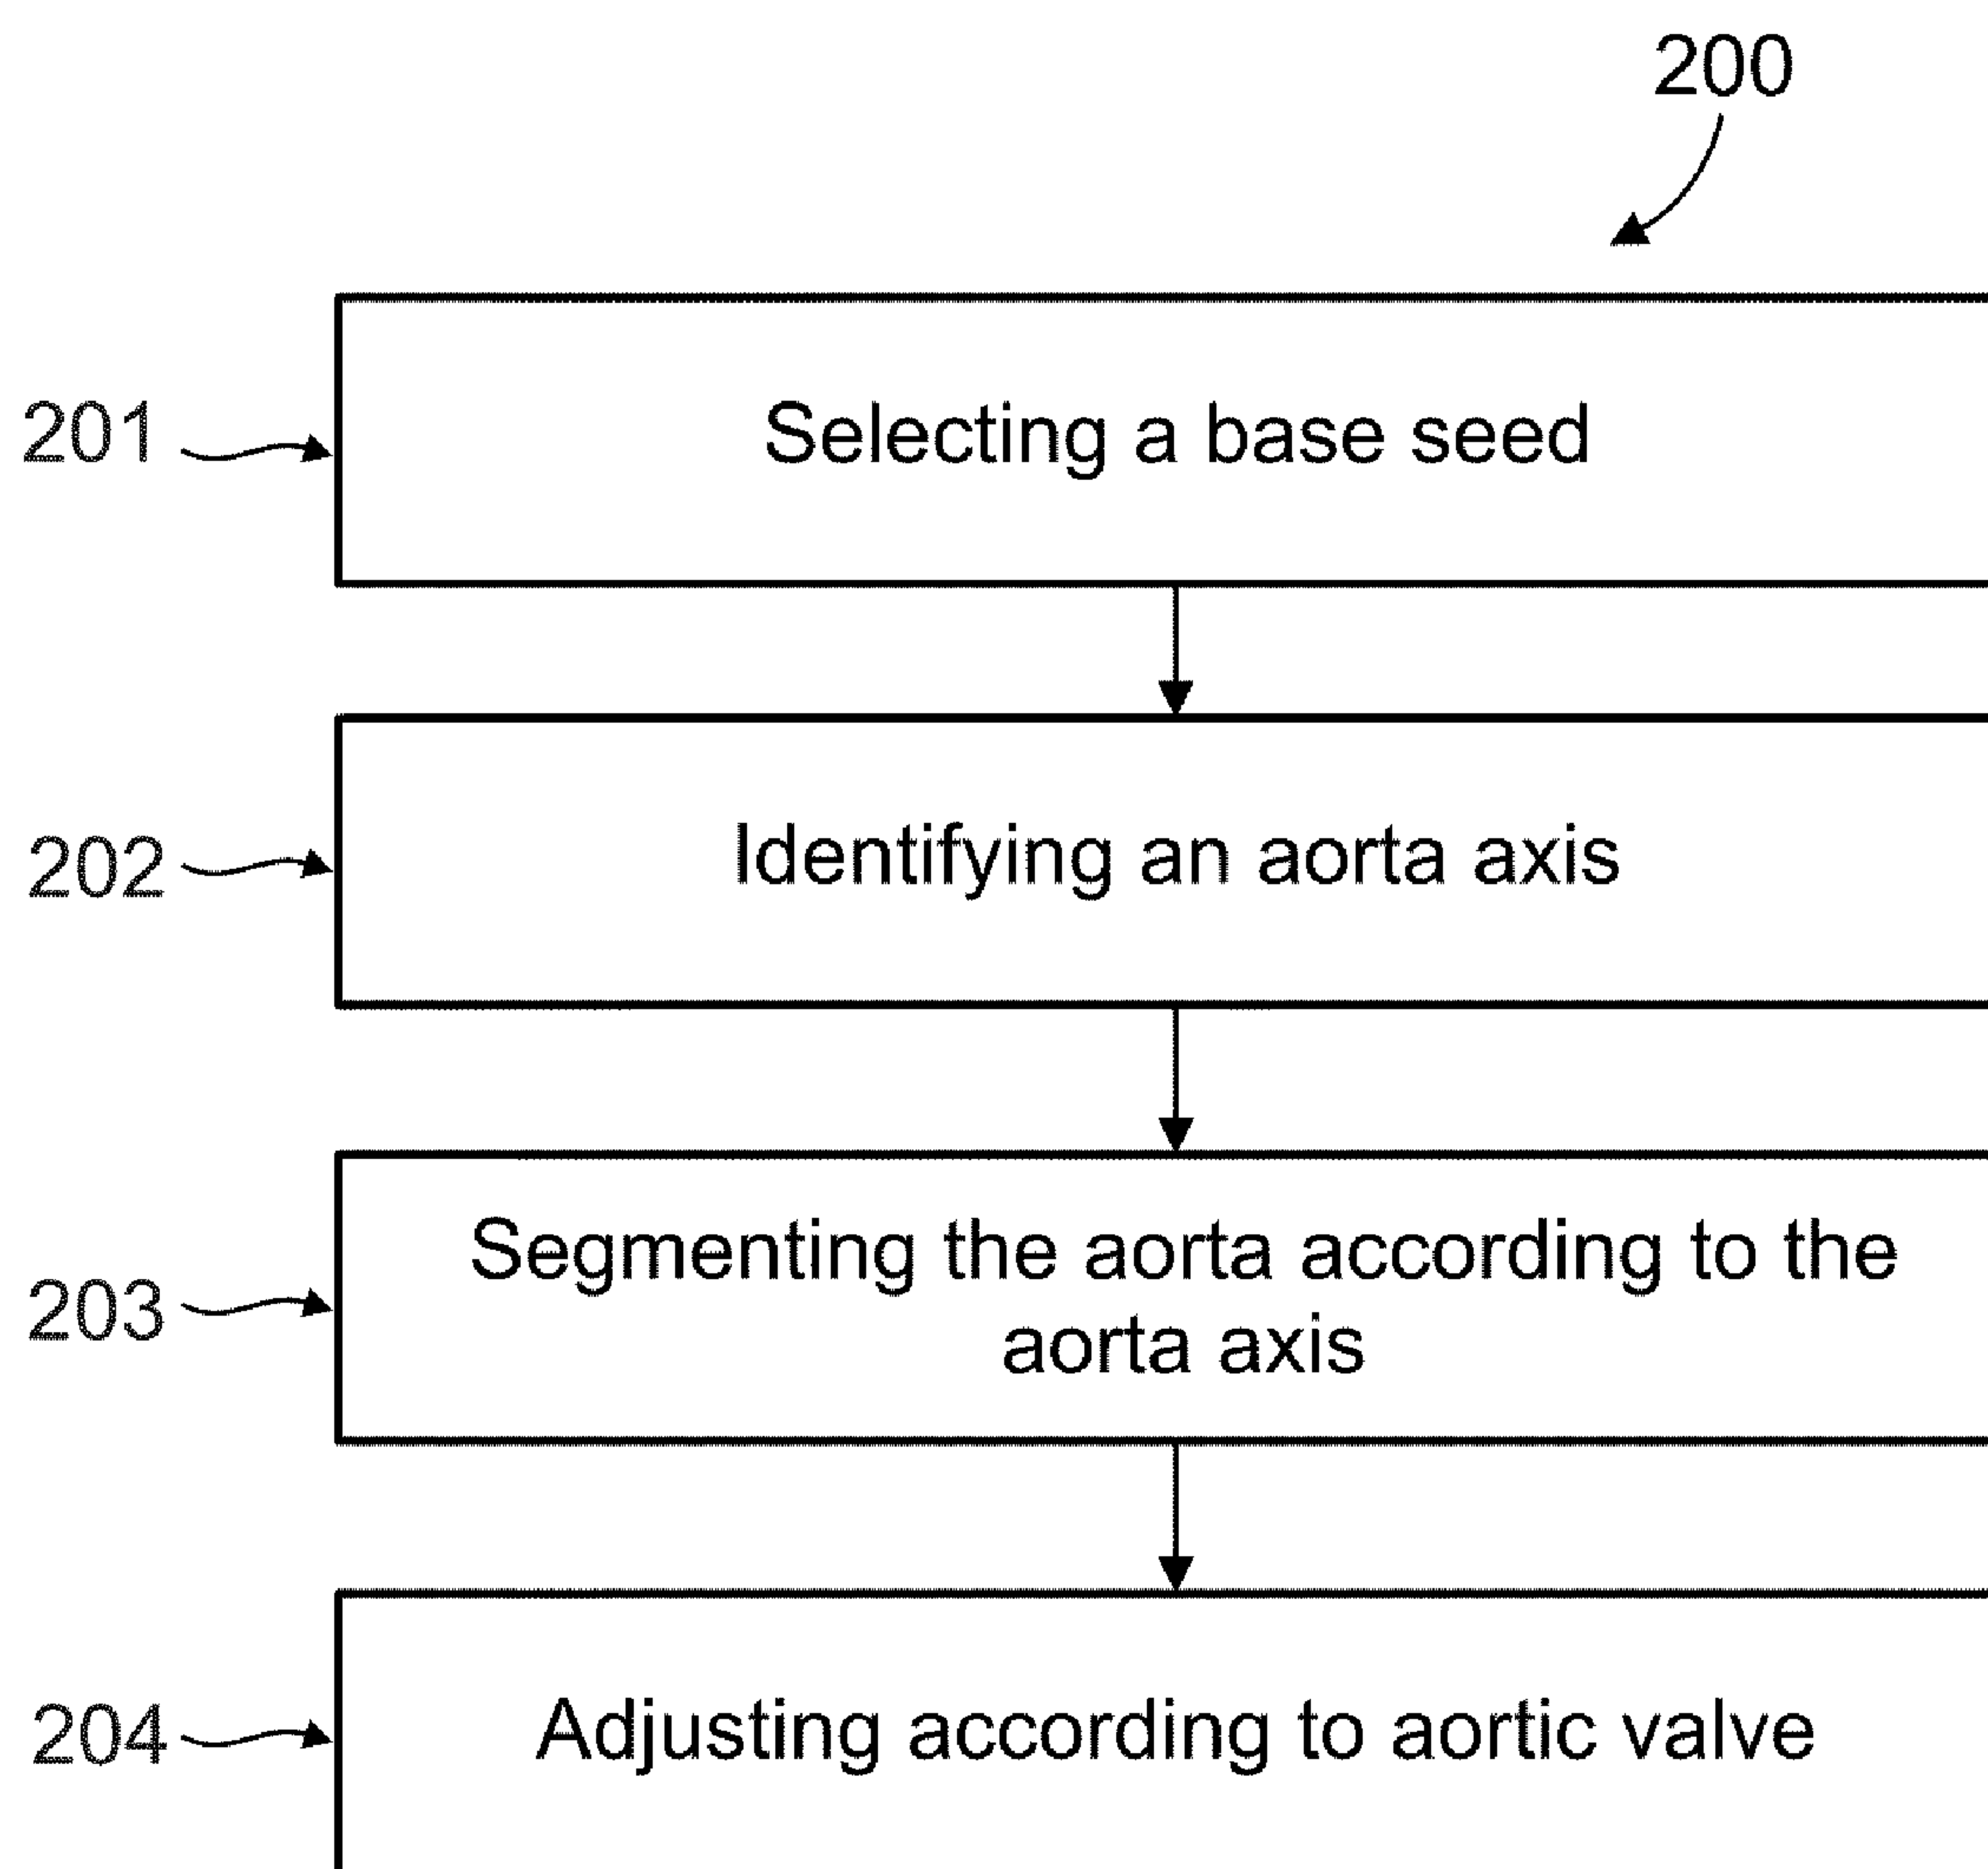 200
201
Selecting a base seed
202
Identifying an aorta axis
203
Segmenting the aorta according to the
aorta axis
204
Adjusting according to aortic valve